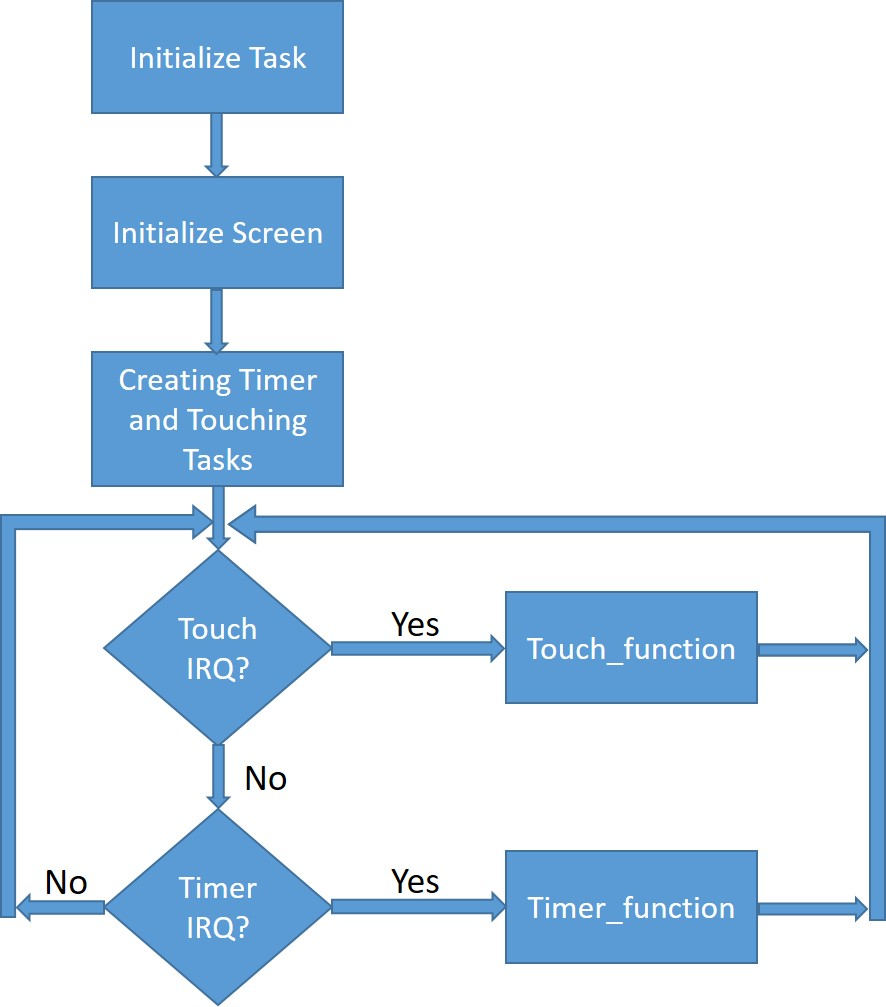 Initialize Task
Initialize Screen
Creating Timer
and Touching
Tasks
Touch
IRQ?
Yes
Touch_function
No
Timer
IRQ?
No
Yes
Timer_function